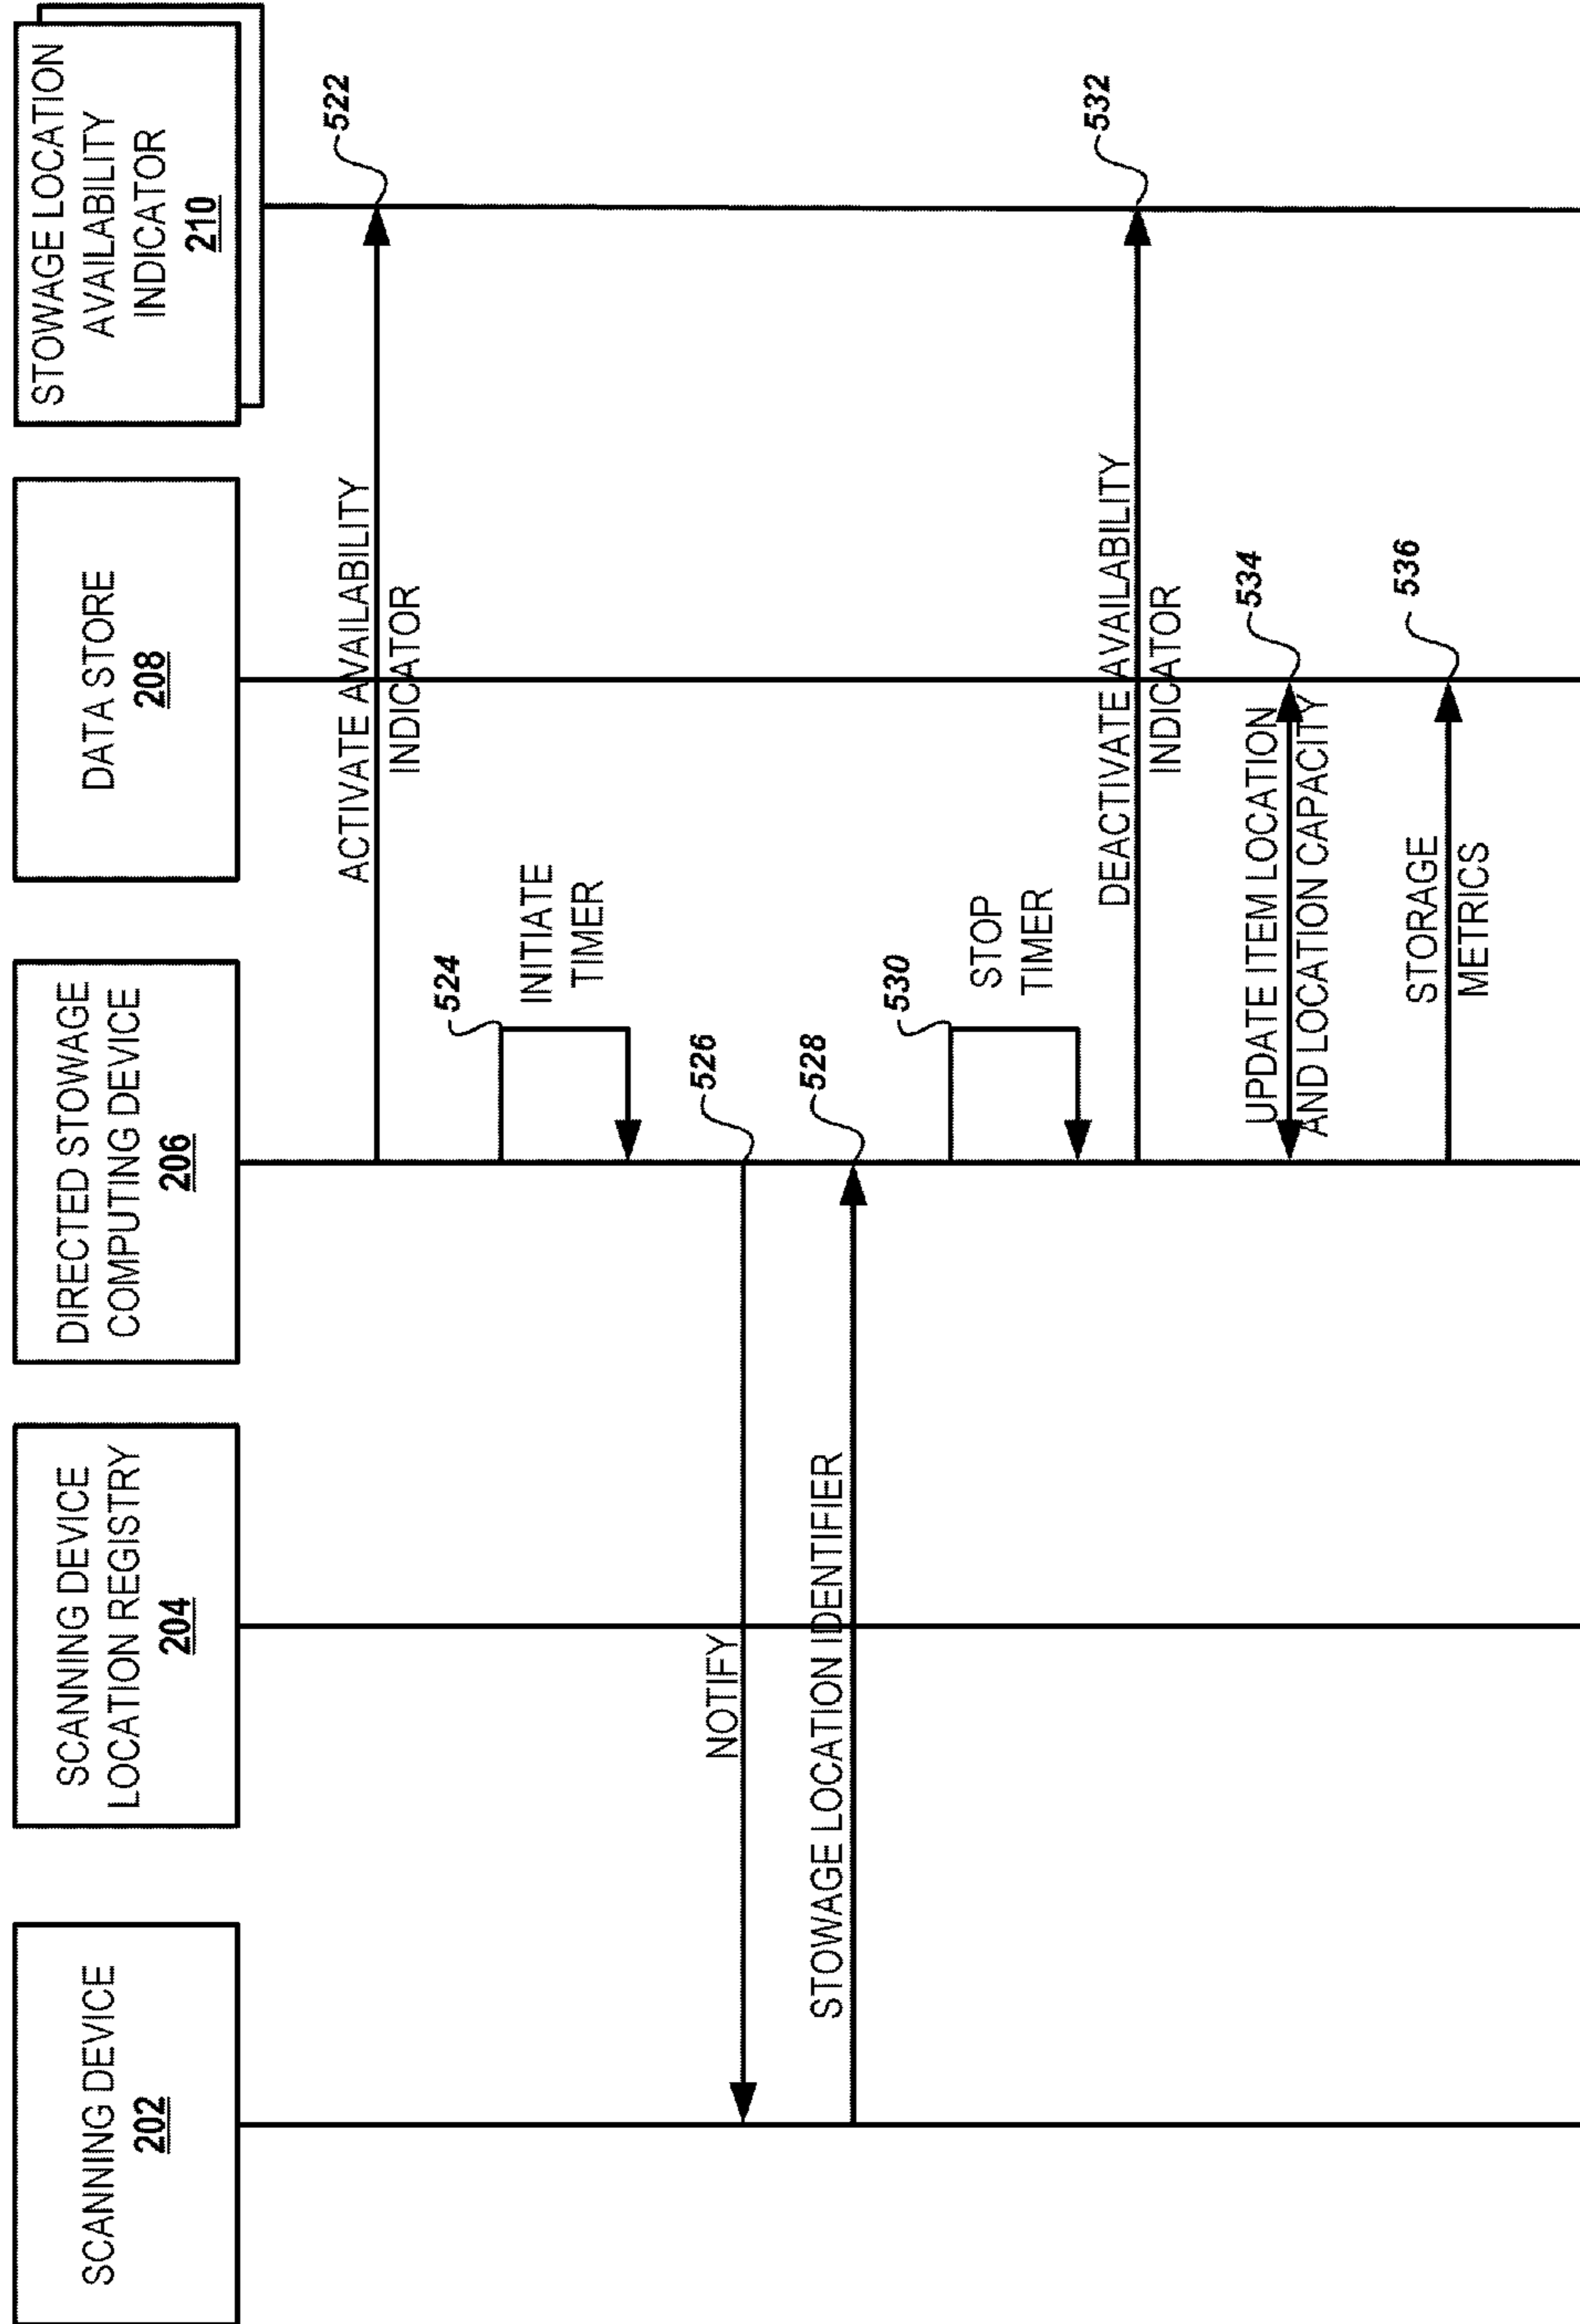 SCANNING DEVICE
202
SCANNING DEVICE
LOCATION REGISTRY
204
DIRECTED STOWAGE
COMPUTING DEVICE
206
DATA STORE
208
STOWAGE LOCATION
AVAILABILITY
INDICATOR
210
ACTIVATE AVAILABILITY
INDICATOR
522
524
INITIATE
TIMER
NOTIFY
526
STOWAGE LOCATION IDENTIFIER
528
530
STOP
TIMER
DEACTIVATE AVAILABILITY
INDICATOR
532
UPDATE ITEM LOCATION
AND LOCATION CAPACITY
534
STORAGE
METRICS
536